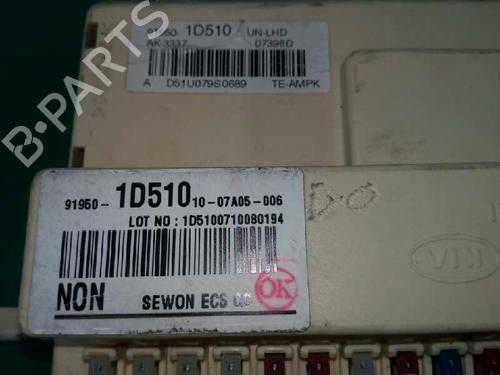 91950- 1D510 UN-LHD
AK-3337 07396D
A D51U079S0689 TE-AMPK
91950- 1D510 10-07A05-006
LOT NO : 1D5100710080194
NON SEWON ECS QC OK
KIA
B-PARTS